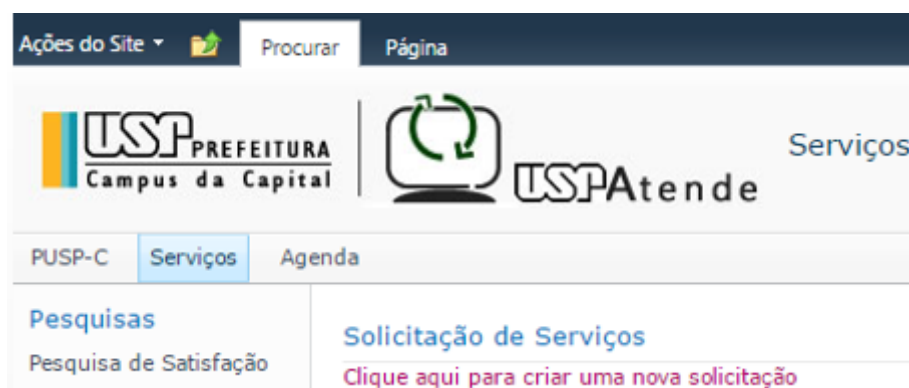 Ações do Site
Procurar
Página
USP PREFEITURA
Campus da Capital
USPAtende
Serviços
PUSP-C
Serviços
Agenda
Pesquisas
Pesquisa de Satisfação
Solicitação de Serviços
Clique aqui para criar uma nova solicitação